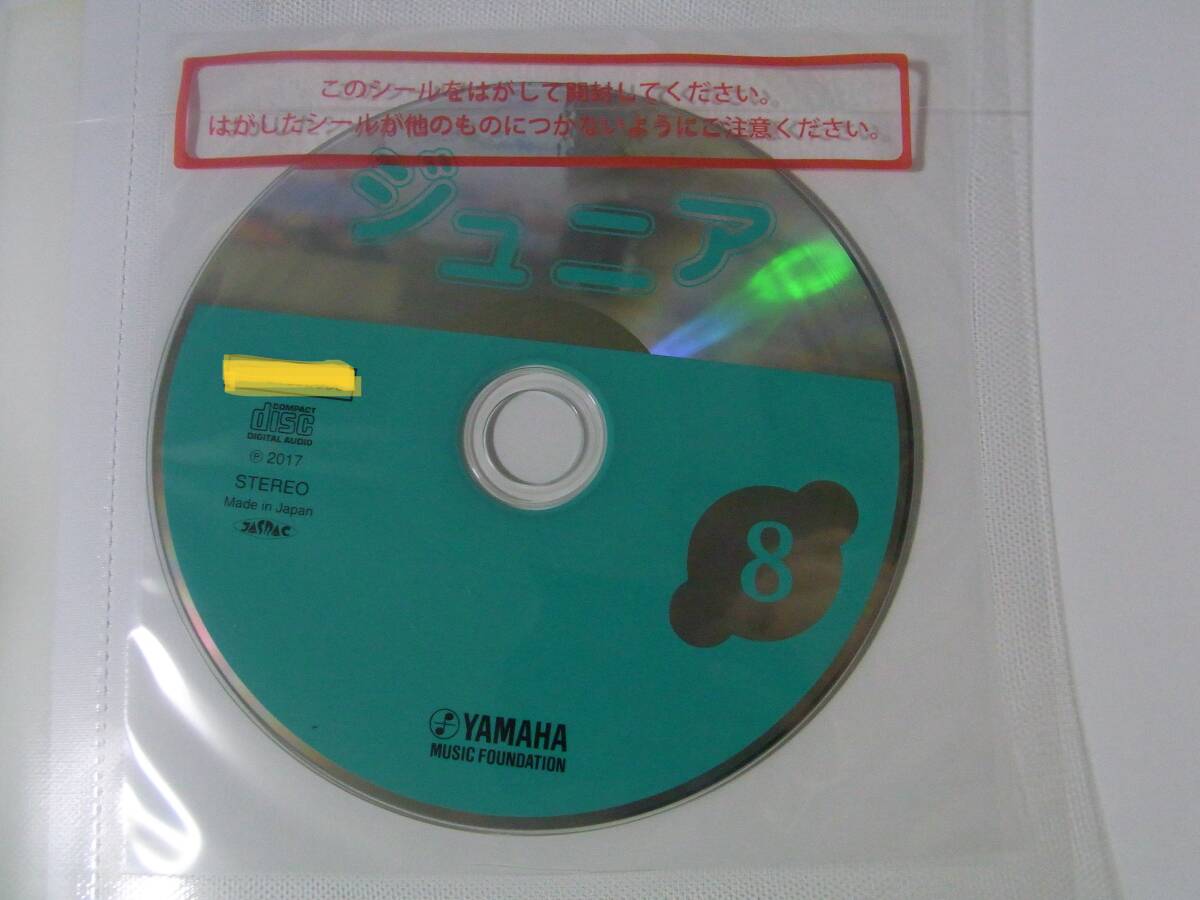 このシールをはがして開封してください。
はがしたシールが他のものにつかないようにご注意ください。
ジュニア
COMPACT
disc
DIGITAL AUDIO
℗ 2017
STEREO
Made in Japan
JASRAC
8
YAMAHA
MUSIC FOUNDATION